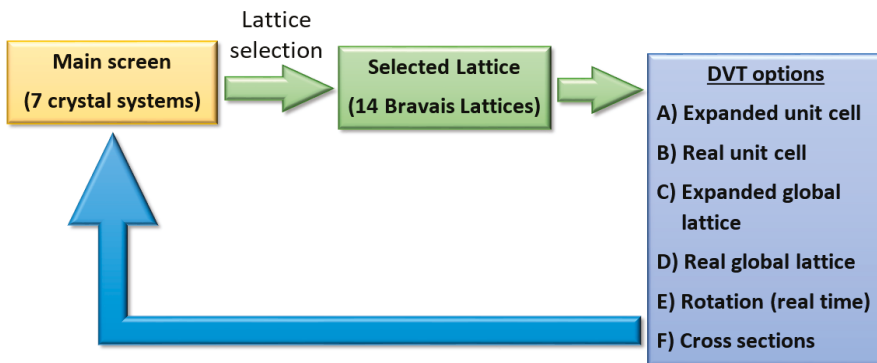 Main screen
(7 crystal systems)
Lattice
selection
Selected Lattice
(14 Bravais Lattices)
DVT options
A) Expanded unit cell
B) Real unit cell
C) Expanded global
lattice
D) Real global lattice
E) Rotation (real time)
F) Cross sections